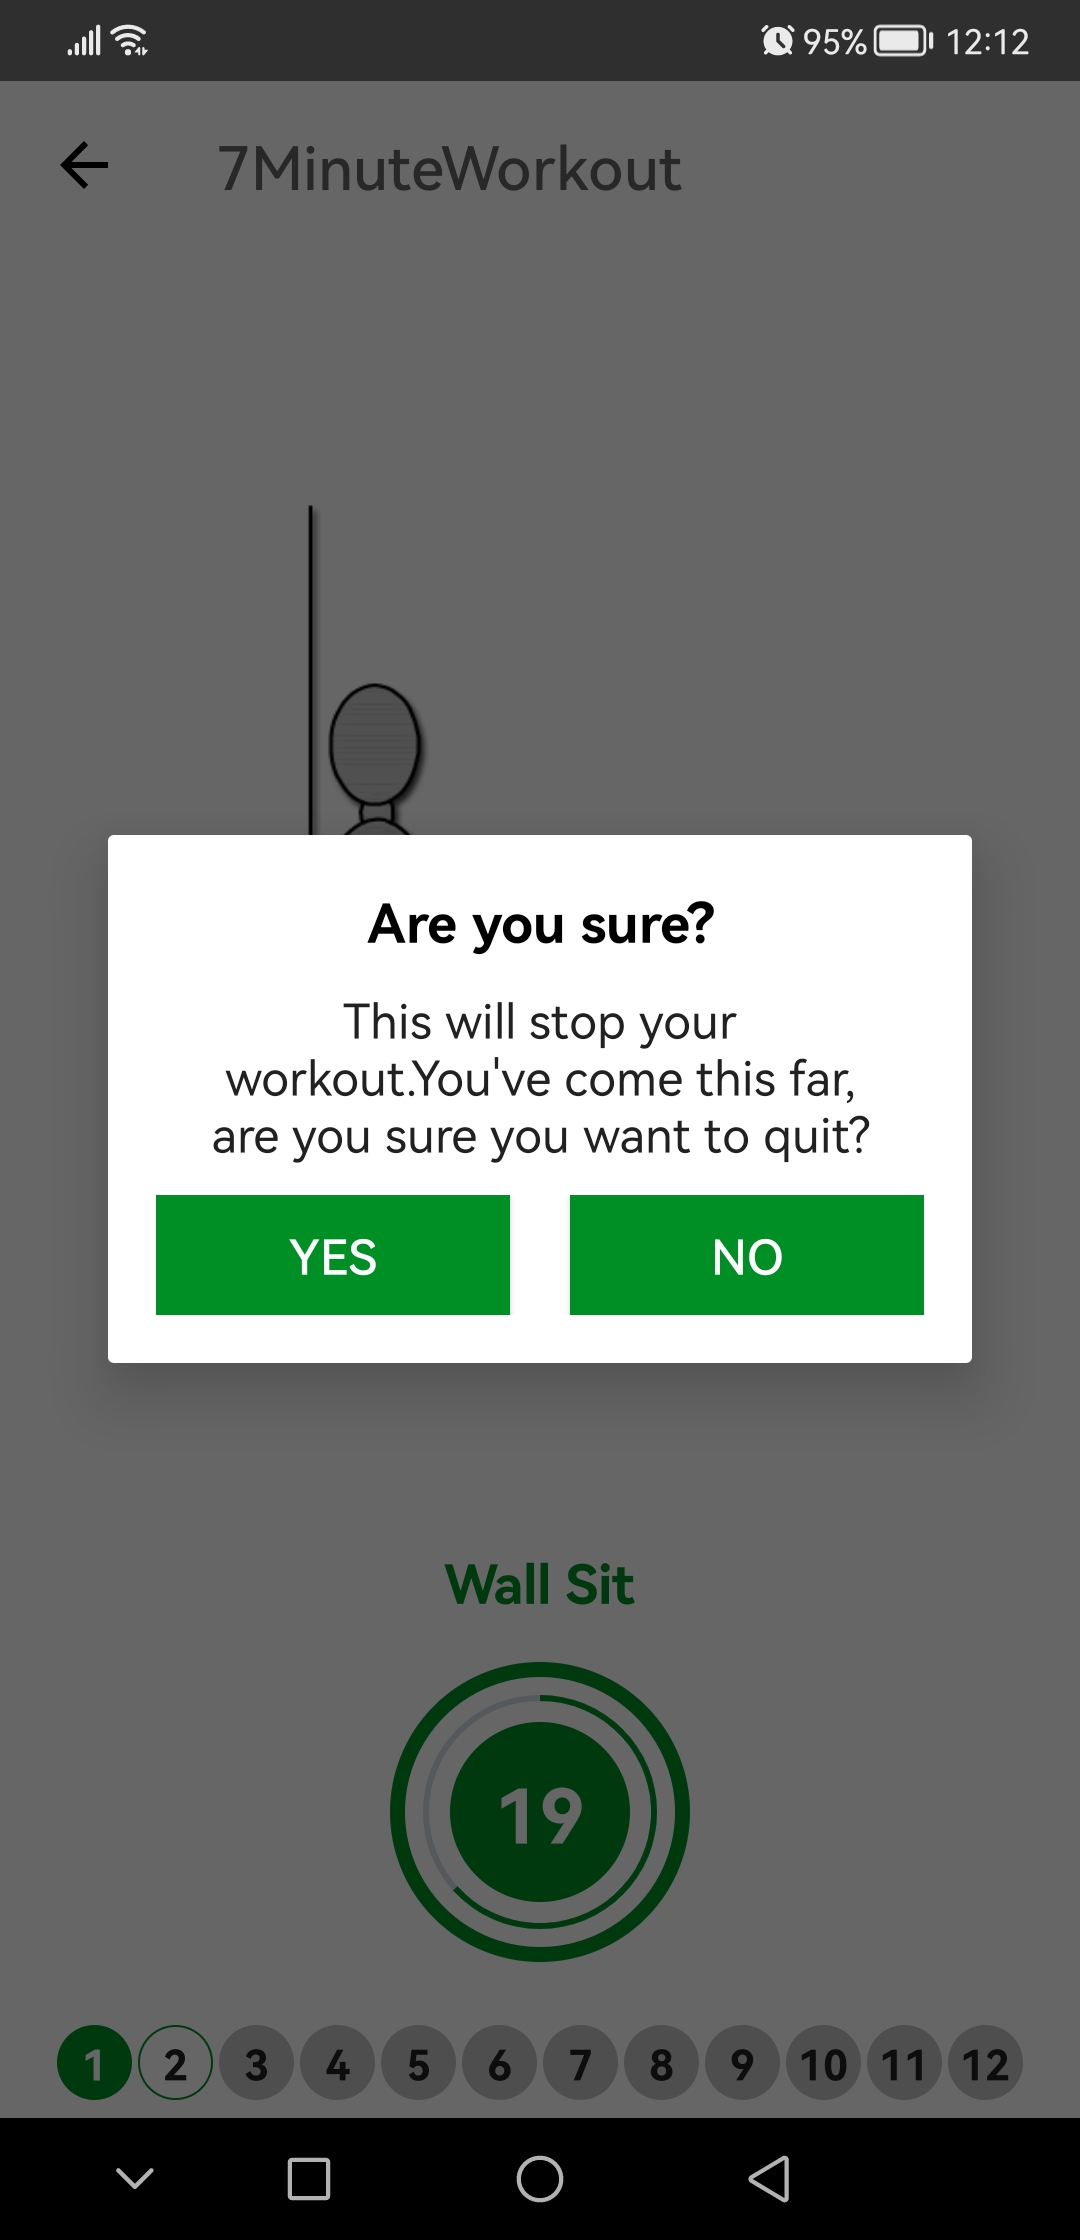 95% 12:12
7MinuteWorkout
Are you sure?
This will stop your
workout.You've come this far,
are you sure you want to quit?
YES NO
Wall Sit
19
1 2 3 4 5 6 7 8 9 10 11 12